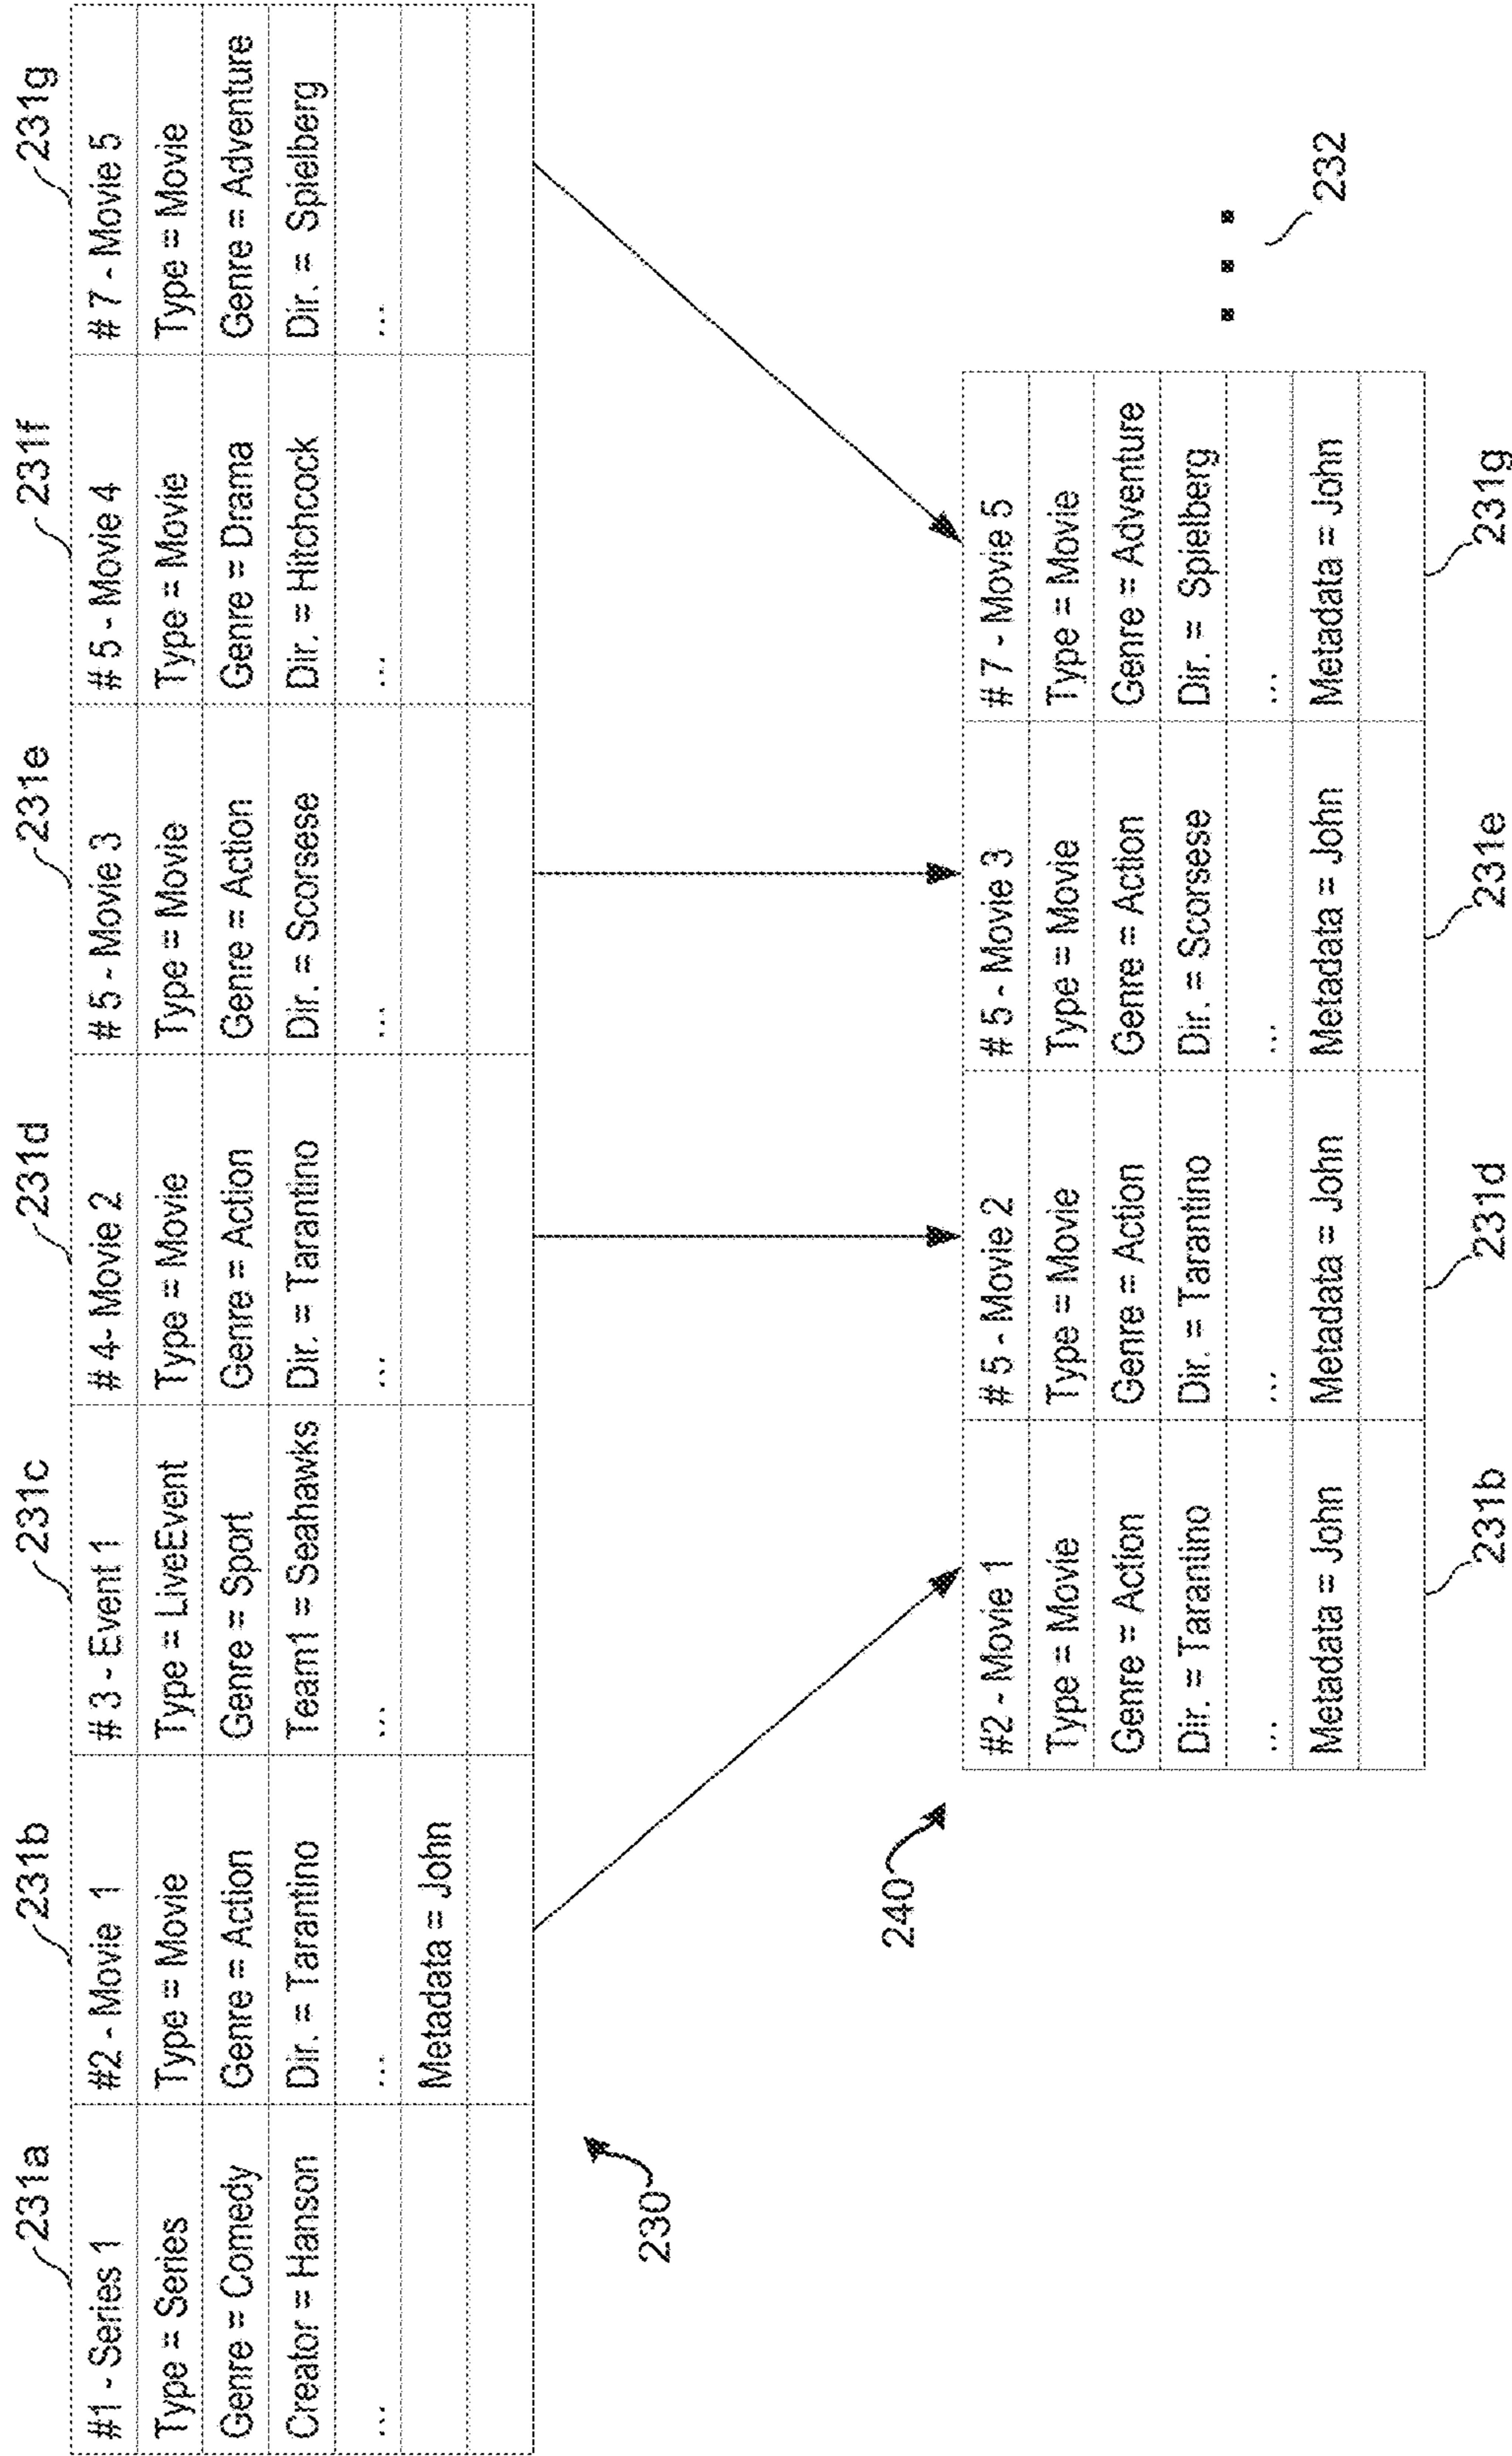 231a
231b
231c
231d
231e
231f
231g
#1 - Series 1
#2 - Movie 1
# 3 - Event 1
# 4- Movie 2
# 5 - Movie 3
# 5 - Movie 4
# 7 - Movie 5
Type = Series
Type = Movie
Type = LiveEvent
Type = Movie
Type = Movie
Type = Movie
Type = Movie
Genre = Comedy
Genre = Action
Genre = Sport
Genre = Action
Genre = Action
Genre = Drama
Genre = Adventure
Creator = Hanson
Dir. = Tarantino
Team1 = Seahawks
Dir. = Tarantino
Dir. = Scorsese
Dir. = Hitchcock
Dir. = Spielberg
...
...
...
...
...
...
...
Metadata = John
230
240
#2 - Movie 1
# 5 - Movie 2
# 5 - Movie 3
# 7 - Movie 5
Type = Movie
Type = Movie
Type = Movie
Type = Movie
Genre = Action
Genre = Action
Genre = Action
Genre = Adventure
Dir. = Tarantino
Dir. = Tarantino
Dir. = Scorsese
Dir. = Spielberg
...
...
...
...
...
232
Metadata = John
Metadata = John
Metadata = John
Metadata = John
231b
231d
231e
231g